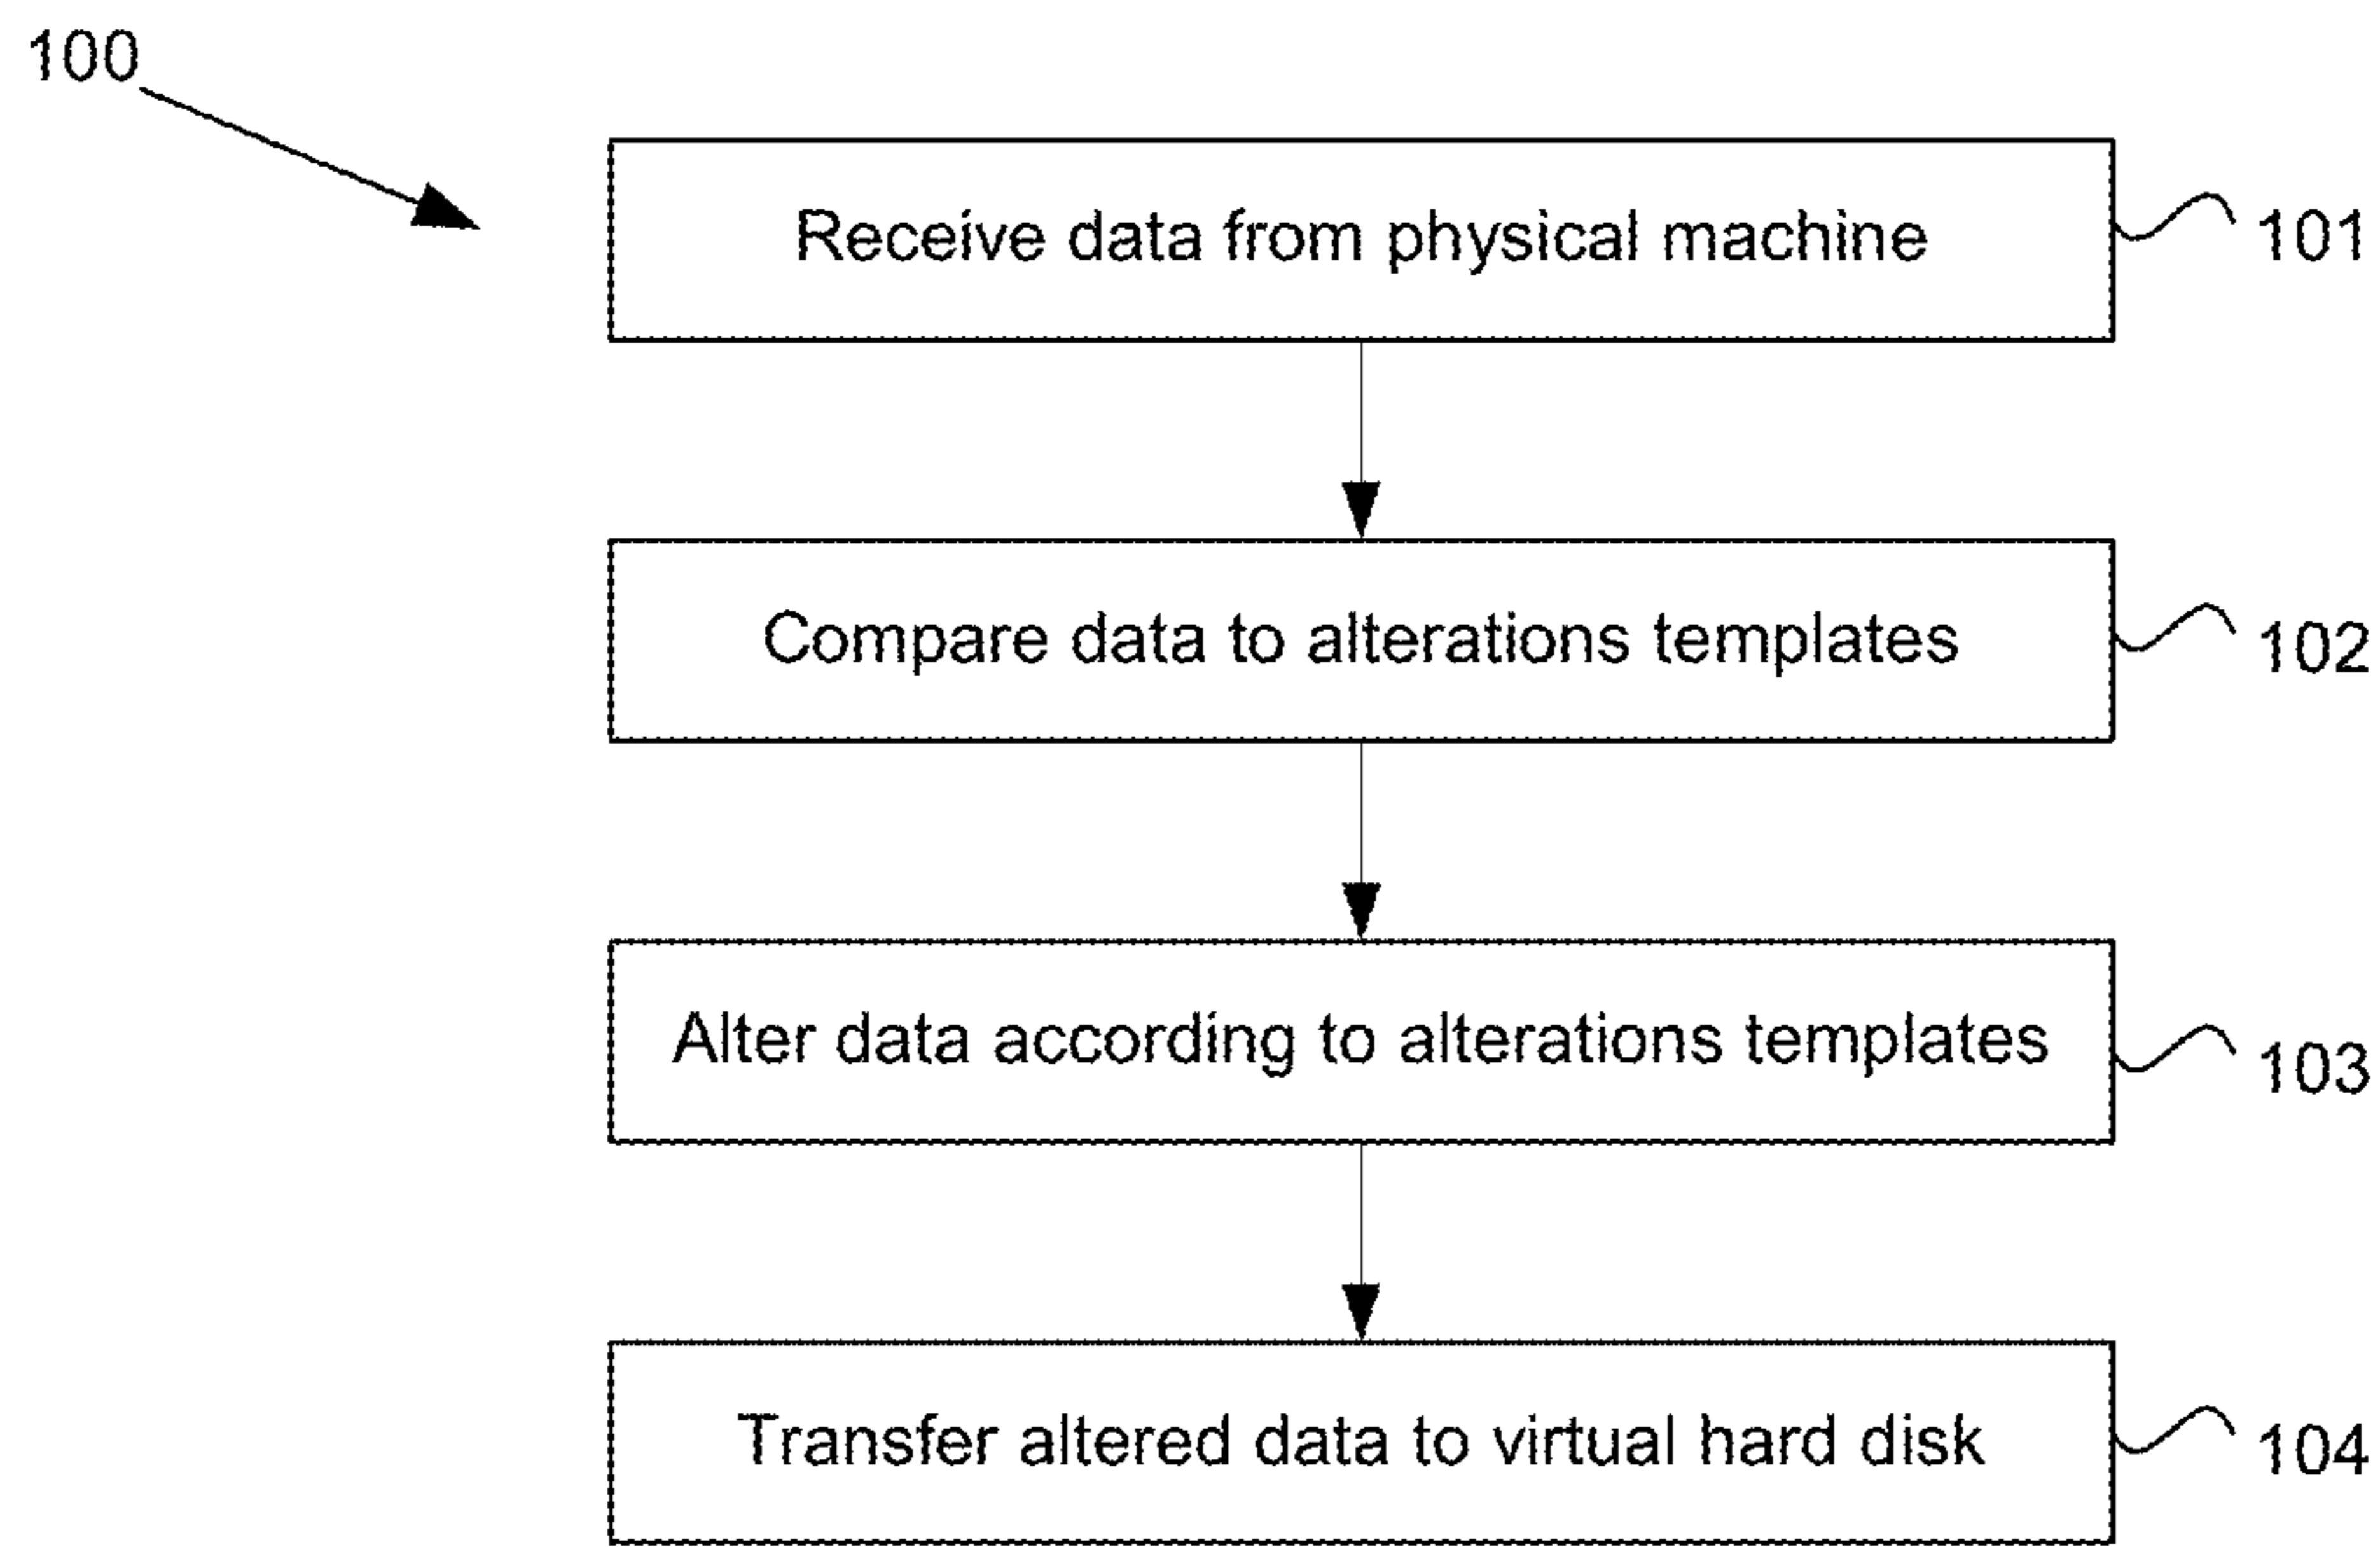 100
Receive data from physical machine
101
Compare data to alterations templates
102
Alter data according to alterations templates
103
Transfer altered data to virtual hard disk
104